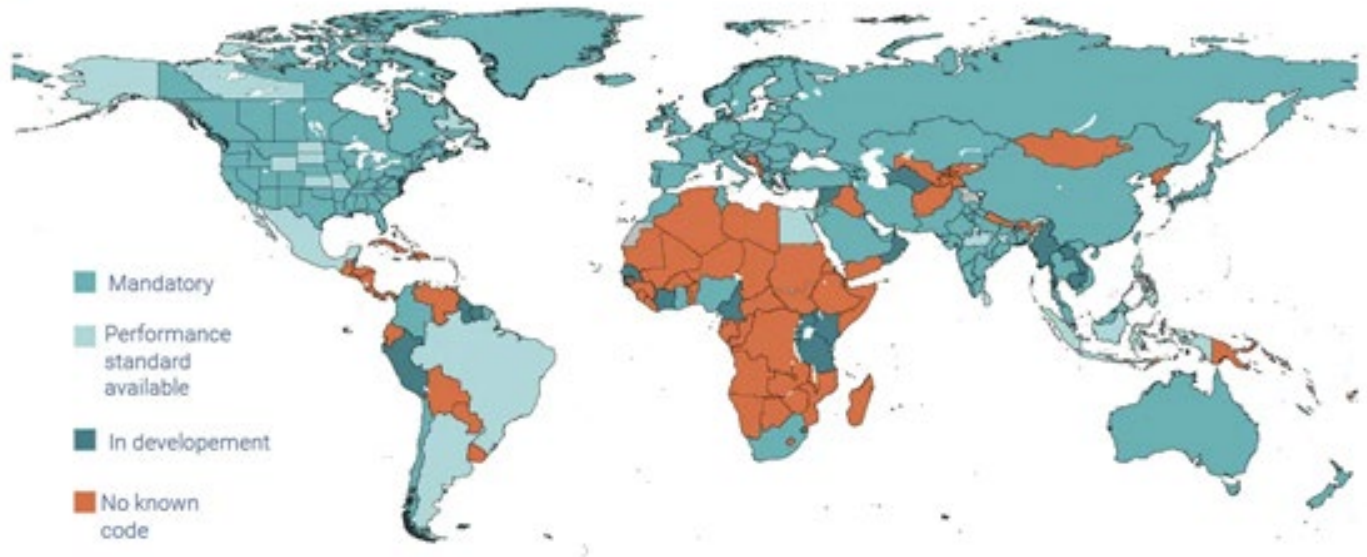 Mandatory
Performance
standard
available
In developement
No known
code